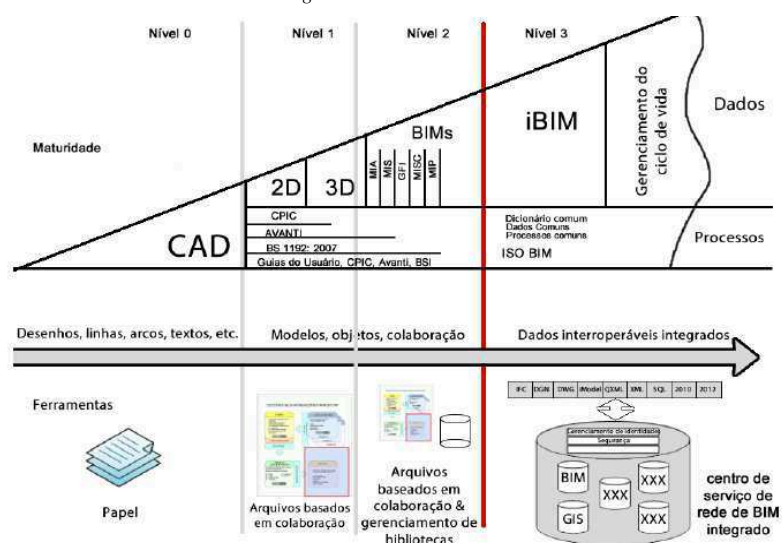 Nível 0
Nível 1
Nível 2
Nível 3
Maturidade
CAD
2D
3D
BIMs
MIA
MIS
GFI
MISC
MIP
iBIM
Gerenciamento do
ciclo de vida
Dados
CPIC
AVANTI
BS 1192: 2007
Guias do Usuário, CPIC, Avanti, BSI
Dicionário comum
Dados Comuns
Processos comuns
ISO BIM
Processos
Desenhos, linhas, arcos, textos, etc.
Modelos, objetos, colaboração
Dados interoperáveis integrados
Ferramentas
Papel
Arquivos basados
em colaboração
Arquivos
baseados em
colaboração &
gerenciamento de
bibliotecas
IFC DGN DWG iModel QXML XML SQL 2010 2012
Gerenciamento de identidades
Segurança
BIM
XXX
XXX
GIS
XXX
centro de
serviço de
rede de BIM
integrado